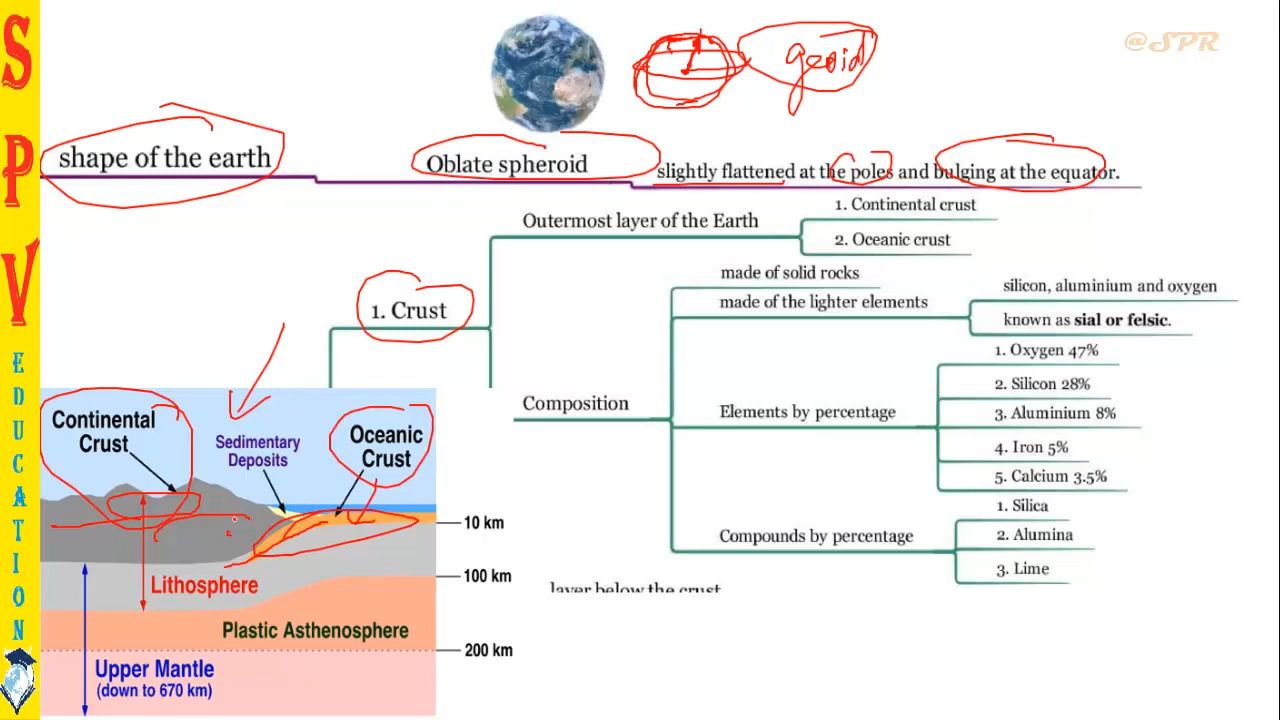 SPV EDUCATION
@SPR
geoid
shape of the earth
Oblate spheroid
slightly flattened at the poles and bulging at the equator.
1. Crust
Outermost layer of the Earth
1. Continental crust
2. Oceanic crust
Composition
made of solid rocks
made of the lighter elements
silicon, aluminium and oxygen
known as sial or felsic.
Elements by percentage
1. Oxygen 47%
2. Silicon 28%
3. Aluminium 8%
4. Iron 5%
5. Calcium 3.5%
Compounds by percentage
1. Silica
2. Alumina
3. Lime
layer below the crust
Continental
Crust
Sedimentary
Deposits
Oceanic
Crust
10 km
Lithosphere
100 km
Plastic Asthenosphere
200 km
Upper Mantle
(down to 670 km)